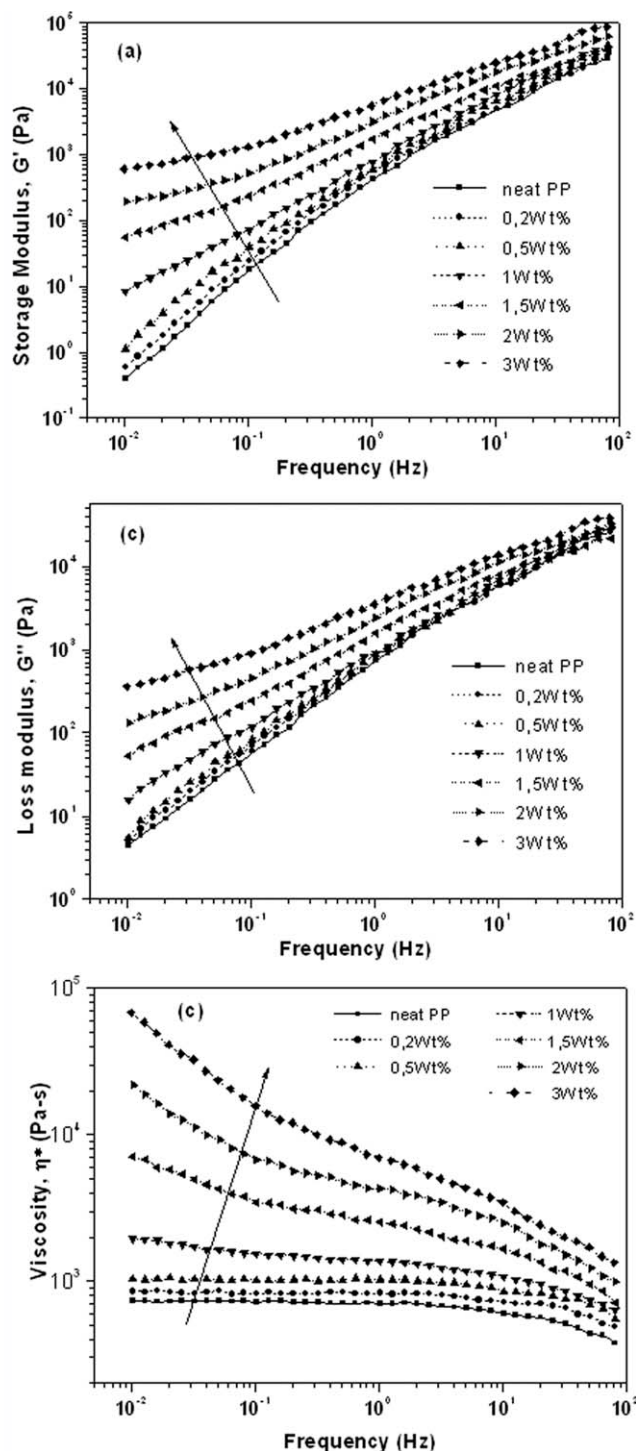 (a)
Storage Modulus, G' (Pa)
10^6
10^5
10^4
10^3
10^2
10^1
10^0
10^-1
neat PP
0,2Wt%
0,5Wt%
1Wt%
1,5Wt%
2Wt%
3Wt%
10^-2 10^-1 10^0 10^1 10^2
Frequency (Hz)
(c)
Loss modulus, G'' (Pa)
10^4
10^3
10^2
10^1
10^0
neat PP
0,2Wt%
0,5Wt%
1Wt%
1,5Wt%
2Wt%
3Wt%
10^-2 10^-1 10^0 10^1 10^2
Frequency (Hz)
(c)
Viscosity, η* (Pa-s)
10^5
10^4
10^3
neat PP
0,2Wt%
0,5Wt%
1Wt%
1,5Wt%
2Wt%
3Wt%
10^-2 10^-1 10^0 10^1 10^2
Frequency (Hz)